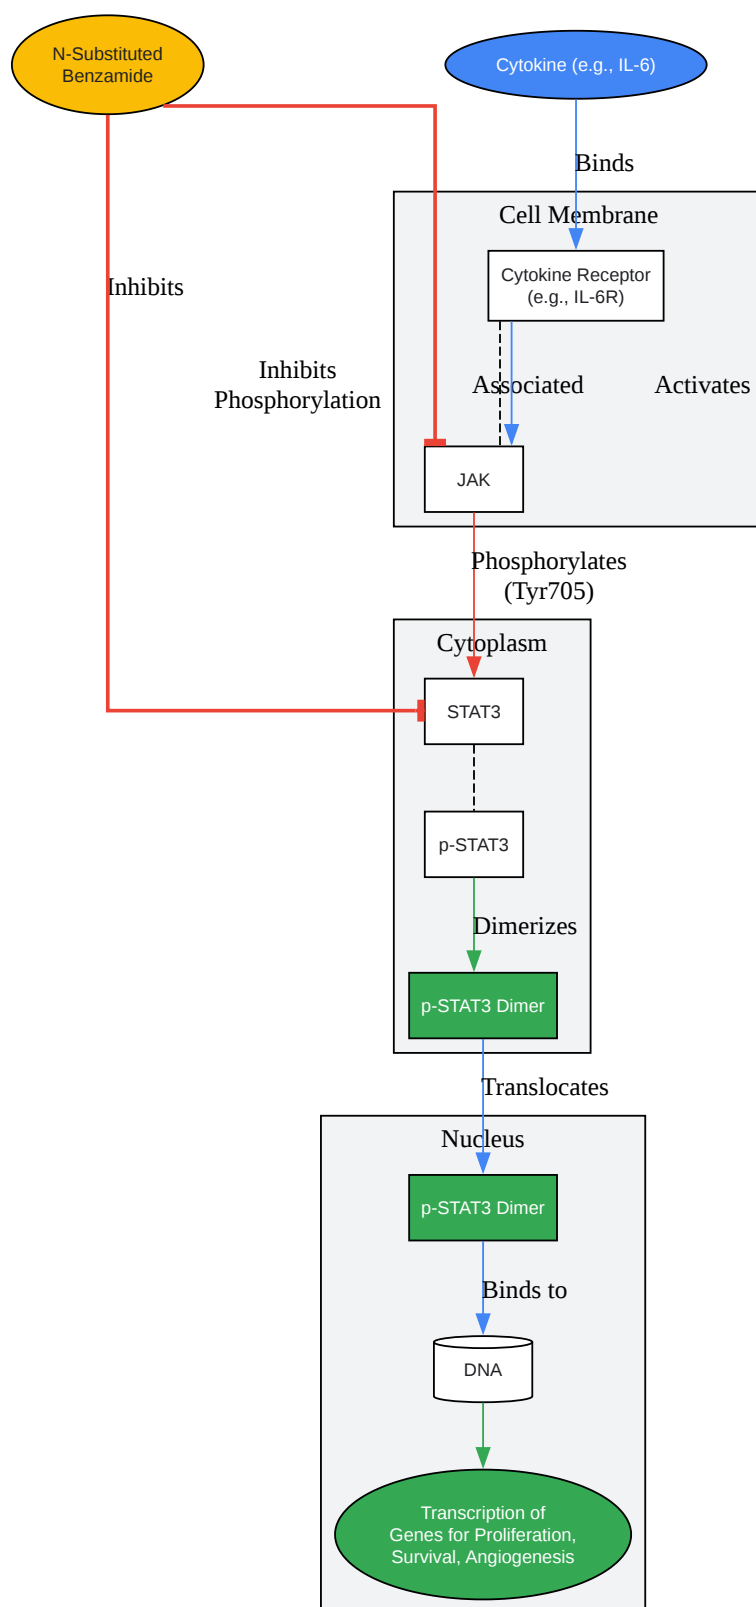 N-Substituted
Benzamide
Cytokine (e.g., IL-6)
Binds
Cell Membrane
Cytokine Receptor
(e.g., IL-6R)
Inhibits
Inhibits
Phosphorylation
Associated
Activates
JAK
Phosphorylates
(Tyr705)
Cytoplasm
STAT3
p-STAT3
Dimerizes
p-STAT3 Dimer
Translocates
Nucleus
p-STAT3 Dimer
Binds to
DNA
Transcription of
Genes for Proliferation,
Survival, Angiogenesis